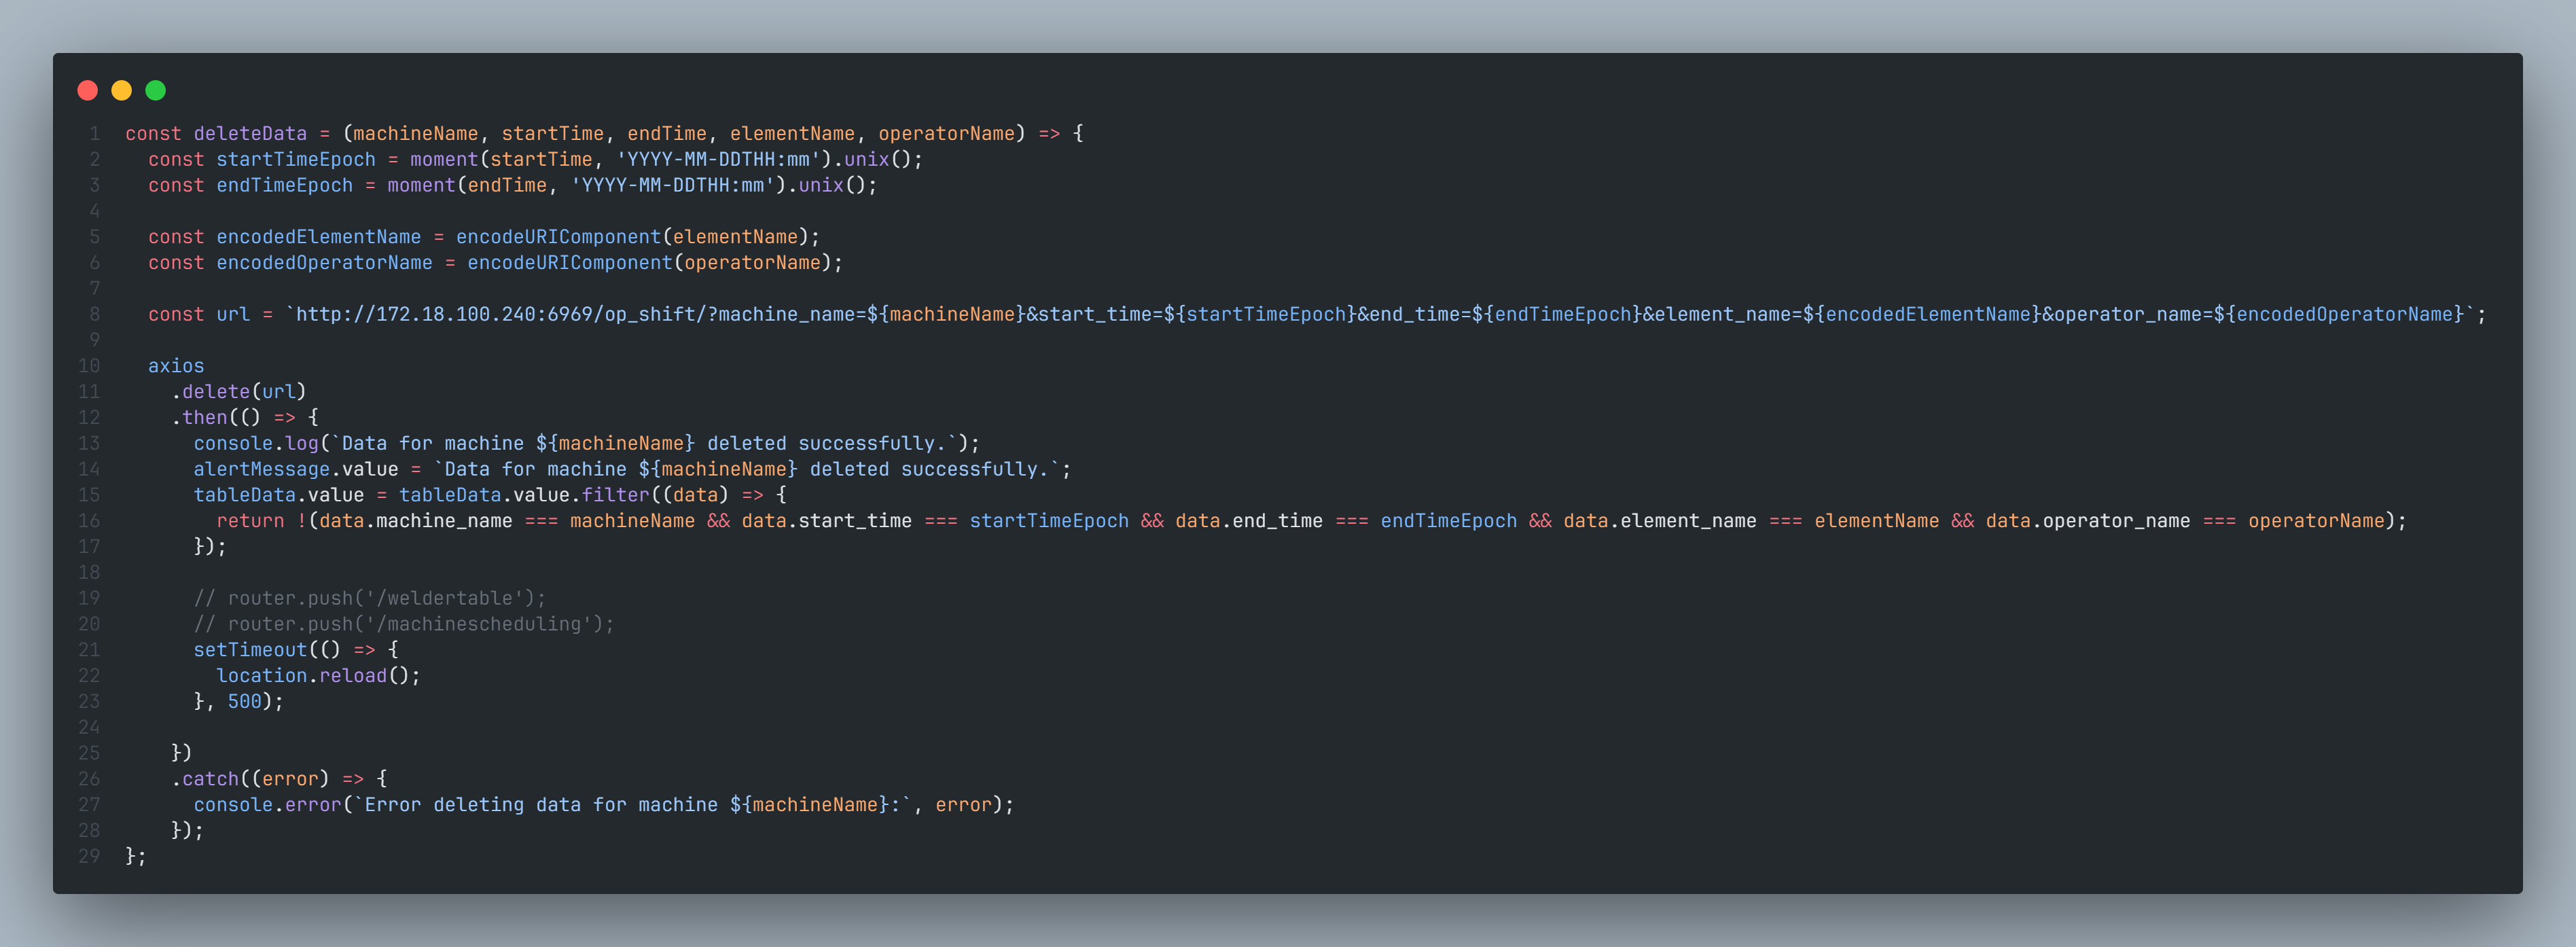 1 const deleteData = (machineName, startTime, endTime, elementName, operatorName) => {
2   const startTimeEpoch = moment(startTime, 'YYYY-MM-DDTHH:mm').unix();
3   const endTimeEpoch = moment(endTime, 'YYYY-MM-DDTHH:mm').unix();
4
5   const encodedElementName = encodeURIComponent(elementName);
6   const encodedOperatorName = encodeURIComponent(operatorName);
7
8   const url = `http://172.18.100.240:6969/op_shift/?machine_name=${machineName}&start_time=${startTimeEpoch}&end_time=${endTimeEpoch}&element_name=${encodedElementName}&operator_name=${encodedOperatorName}`;
9
10   axios
11     .delete(url)
12     .then(() => {
13       console.log(`Data for machine ${machineName} deleted successfully.`);
14       alertMessage.value = `Data for machine ${machineName} deleted successfully.`;
15       tableData.value = tableData.value.filter((data) => {
16         return !(data.machine_name === machineName && data.start_time === startTimeEpoch && data.end_time === endTimeEpoch && data.element_name === elementName && data.operator_name === operatorName);
17       });
18
19       // router.push('/weldertable');
20       // router.push('/machinescheduling');
21       setTimeout(() => {
22         location.reload();
23       }, 500);
24
25     })
26     .catch((error) => {
27       console.error(`Error deleting data for machine ${machineName}:`, error);
28     });
29 };